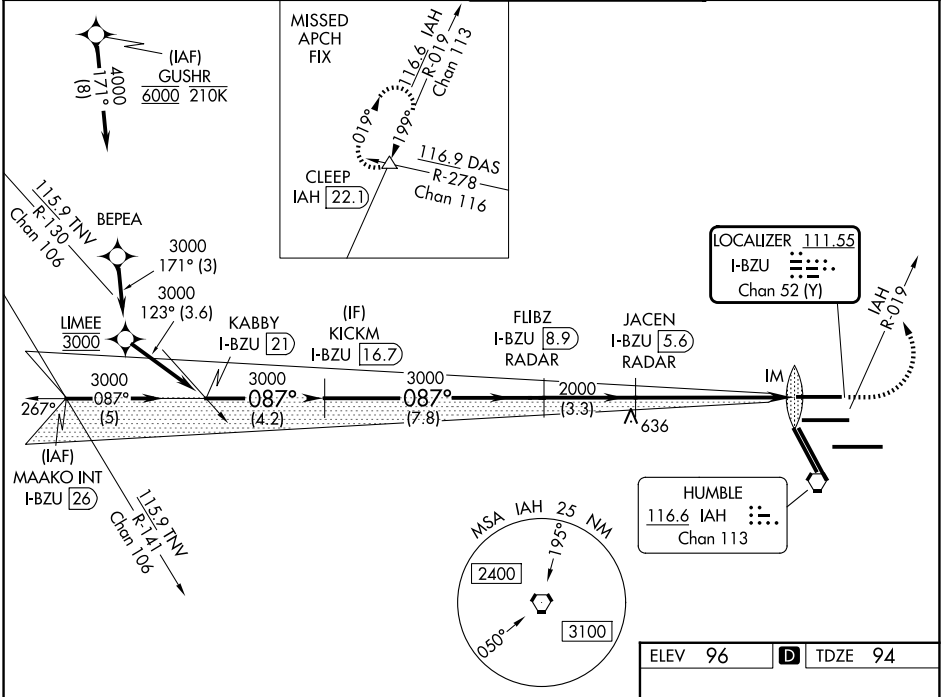 (IAF)
GUSHR
6000 210K
4000
171°
(8)
MISSED
APCH
FIX
116.6 IAH
R-019
Chan 113
019°
199°
CLEEP
IAH 22.1
116.9 DAS
R-278
Chan 116
115.9 TNV
R-130
Chan 106
BEPEA
3000
171° (3)
3000
123° (3.6)
LIMEE
3000
KABBY
I-BZU 21
(IF)
KICKM
I-BZU 16.7
FLIBZ
I-BZU 8.9
RADAR
JACEN
I-BZU 5.6
RADAR
LOCALIZER 111.55
I-BZU
Chan 52 (Y)
IAH
R-019
IM
267°
3000
087°
(5)
3000
087°
(4.2)
3000
087°
(7.8)
2000
(3.3)
636
(IAF)
MAAKO INT
I-BZU 26
115.9 TNV
R-141
Chan 106
HUMBLE
116.6 IAH
Chan 113
MSA IAH 25 NM
195°
2400
050°
3100
ELEV 96 D TDZE 94